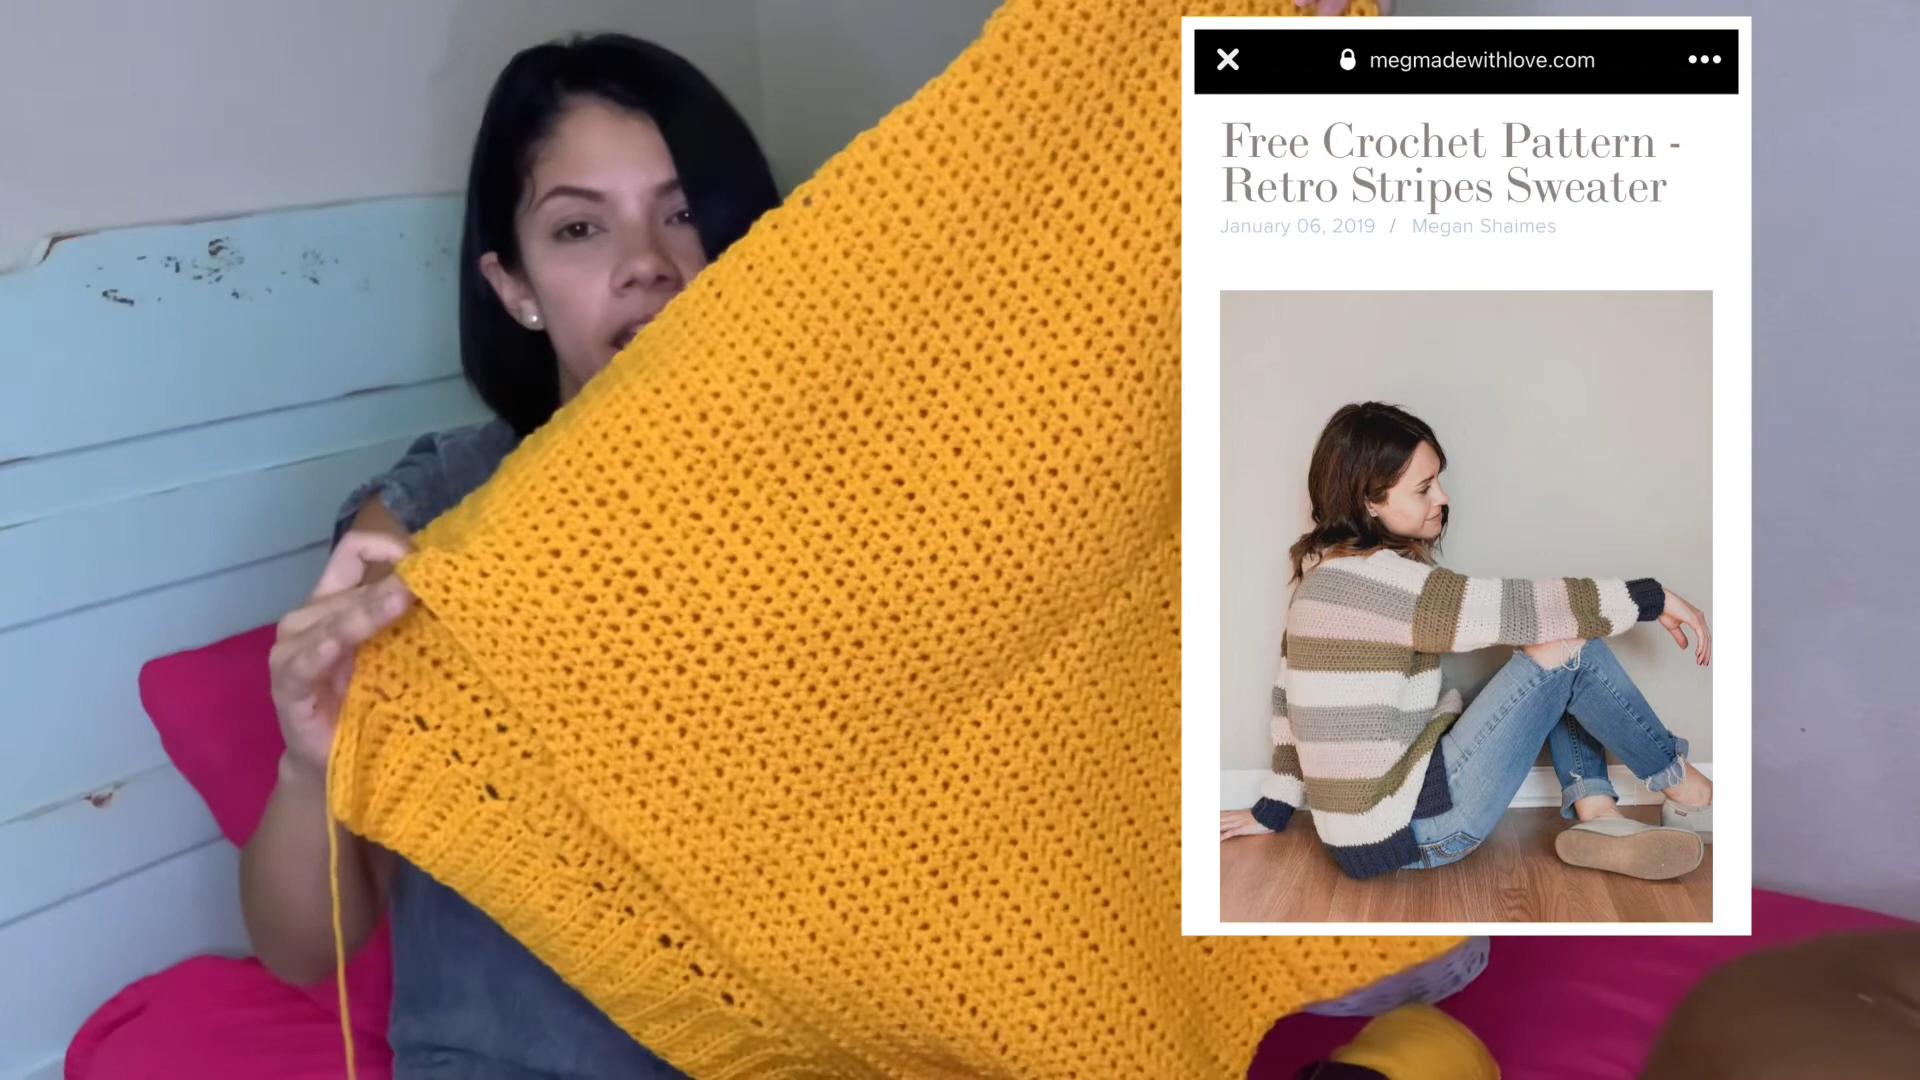 megmadewithlove.com
Free Crochet Pattern -
Retro Stripes Sweater
January 06, 2019 / Megan Shaimes